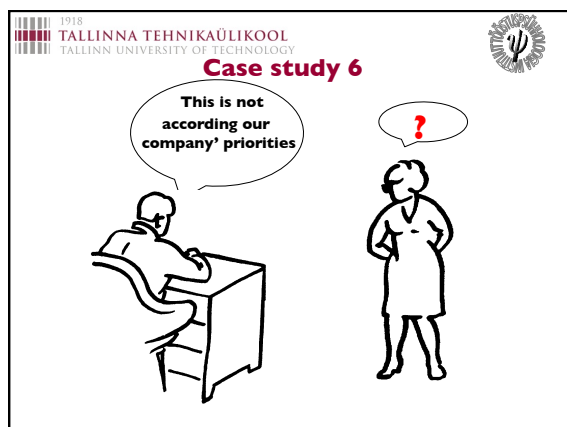 1918
TALLINNA TEHNIKAÜLIKOOL
TALLINN UNIVERSITY OF TECHNOLOGY
Case study 6
This is not
according our
company’ priorities
?